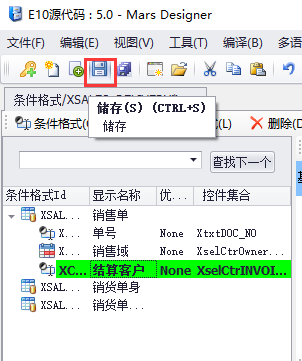 E10源代码 : 5.0 - Mars Designer
文件(F) 编辑(E) 视图(V) 工具(T) 编译(B) 多语
条件格式/XSAL
储存(S) (CTRL+S)
储存
条件格式( (L) 删除(D
查找下一个
条件格式Id 显示名称 优... 控件集合
XSAL... 销售单
X... 单号 None XtxtDOC_NO
X... 销售域 None XselCtrOwner...
XC... 结算客户 None XselCtrINVOI...
XSAL... 销货单身
XSAL... 销货单...